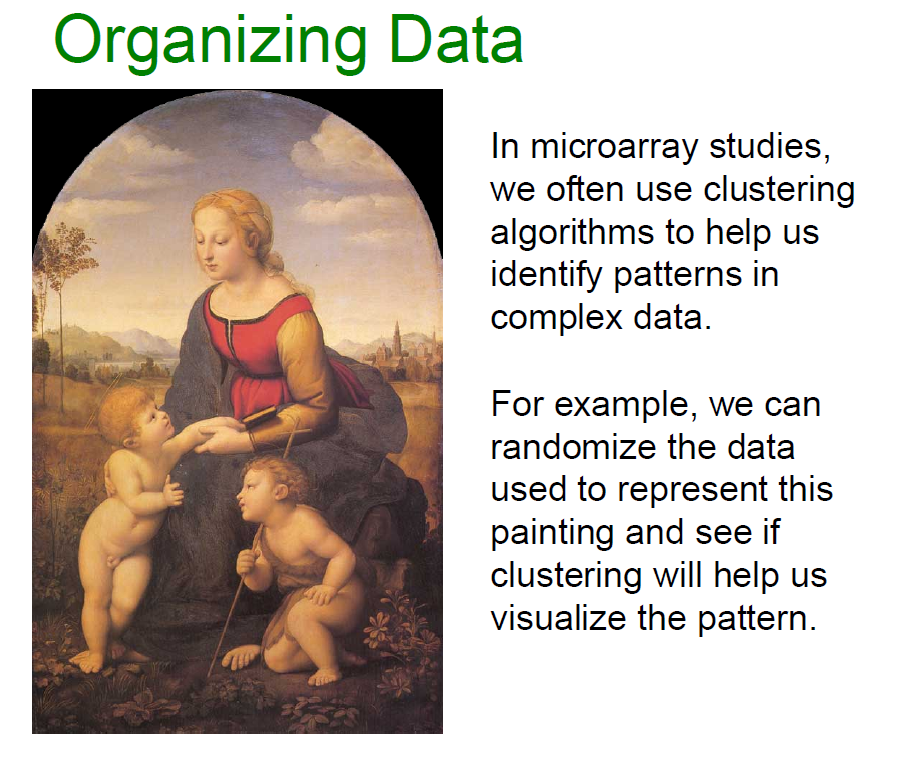 Organizing Data
In microarray studies,
we often use clustering
algorithms to help us
identify patterns in
complex data.
For example, we can
randomize the data
used to represent this
painting and see if
clustering will help us
visualize the pattern.